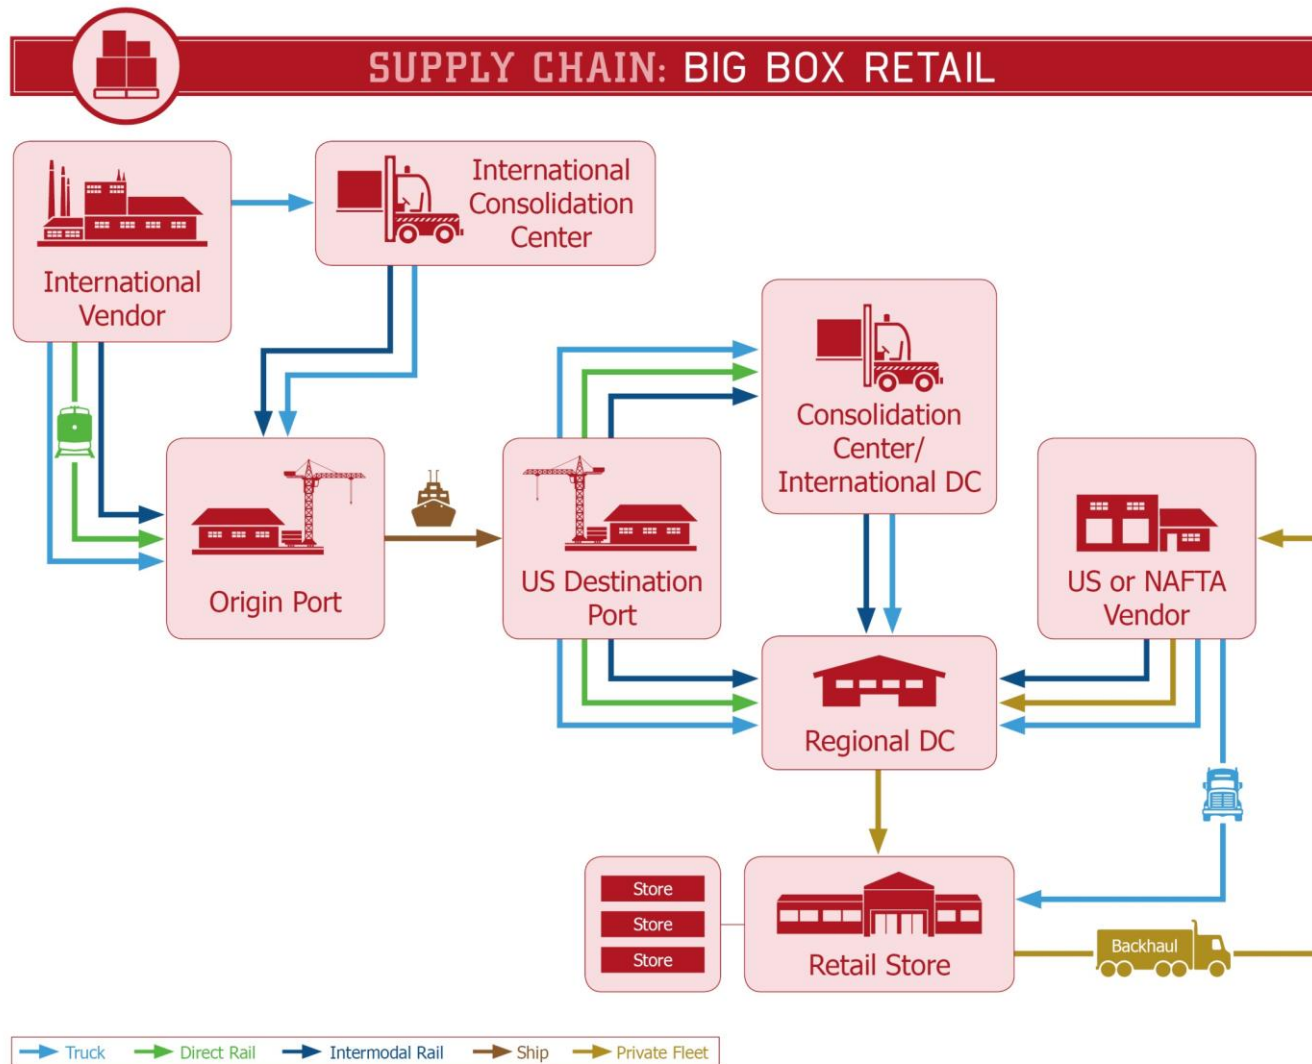 SUPPLY CHAIN: BIG BOX RETAIL
International
Vendor
International
Consolidation
Center
Consolidation
Center/
International DC
Origin Port
US Destination
Port
US or NAFTA
Vendor
Regional DC
Store
Store
Store
Retail Store
Backhaul
Truck
Direct Rail
Intermodal Rail
Ship
Private Fleet